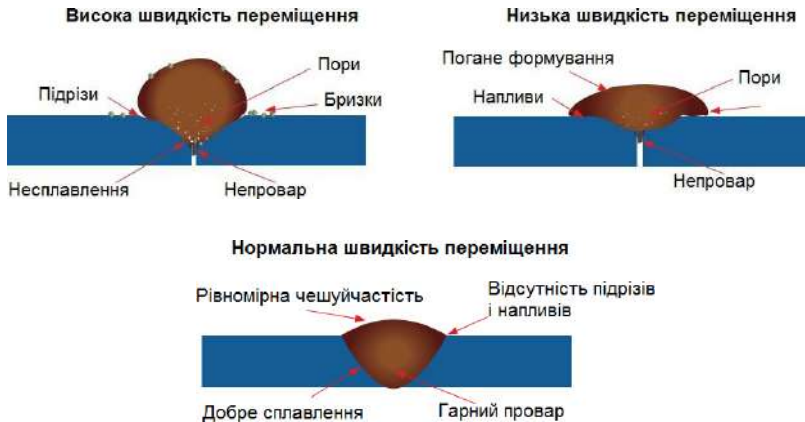 Висока швидкість переміщення
Пори
Підрізи
Бризки
Несплавлення
Непровар
Низька швидкість переміщення
Погане формування
Пори
Напливи
Непровар
Нормальна швидкість переміщення
Рівномірна чешуйчастість
Відсутність підрізів
і напливів
Добре сплавлення
Гарний провар